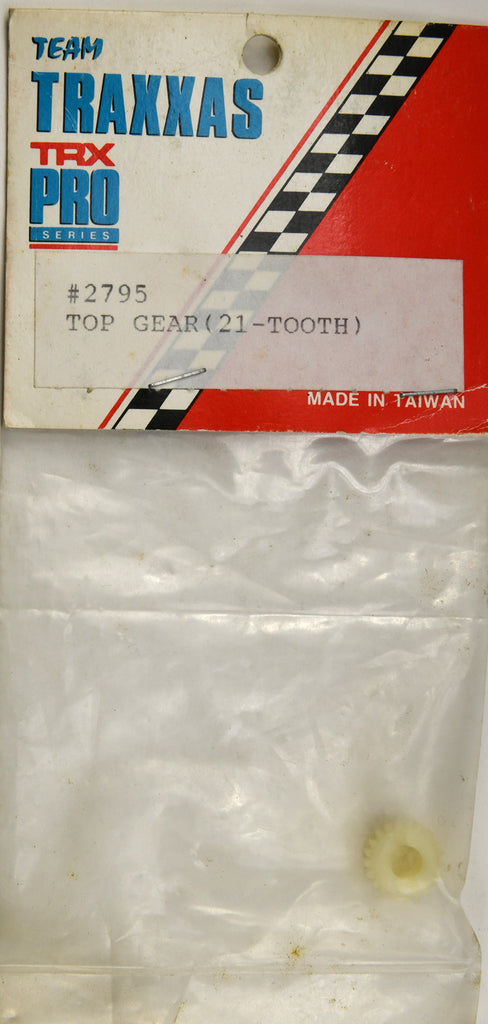 TEAM
TRAXXAS
TRX
PRO
SERIES
#2795
TOP GEAR(21-TOOTH)
MADE IN TAIWAN